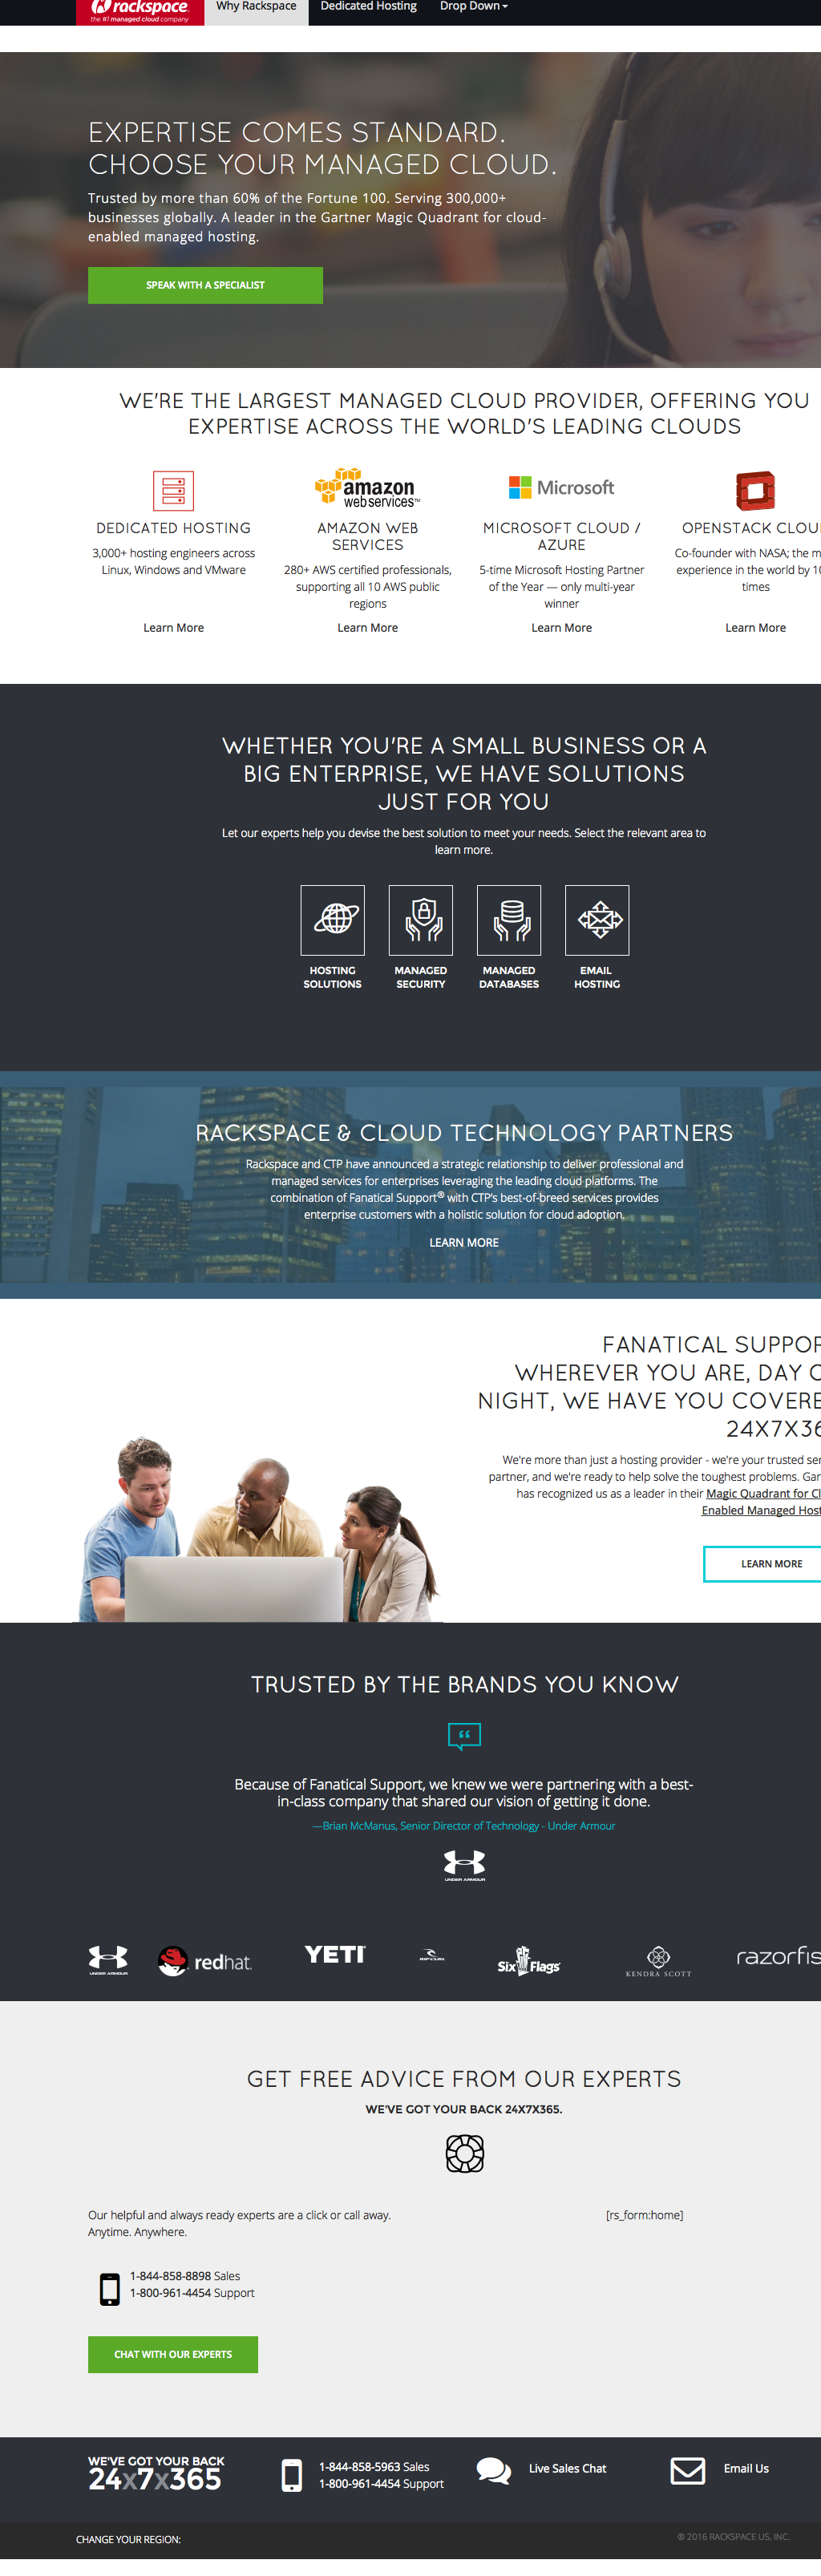 rackspace.
the #1 managed cloud company
Why Rackspace
Dedicated Hosting
Drop Down
EXPERTISE COMES STANDARD.
CHOOSE YOUR MANAGED CLOUD.
Trusted by more than 60% of the Fortune 100. Serving 300,000+
businesses globally. A leader in the Gartner Magic Quadrant for cloud-
enabled managed hosting.
SPEAK WITH A SPECIALIST
WE'RE THE LARGEST MANAGED CLOUD PROVIDER, OFFERING YOU
EXPERTISE ACROSS THE WORLD'S LEADING CLOUDS
DEDICATED HOSTING
3,000+ hosting engineers across
Linux, Windows and VMware
Learn More
amazon
webservices™
AMAZON WEB
SERVICES
280+ AWS certified professionals,
supporting all 10 AWS public
regions
Learn More
Microsoft
MICROSOFT CLOUD /
AZURE
5-time Microsoft Hosting Partner
of the Year — only multi-year
winner
Learn More
OPENSTACK CLOU
Co-founder with NASA; the m
experience in the world by 10
times
Learn More
WHETHER YOU'RE A SMALL BUSINESS OR A
BIG ENTERPRISE, WE HAVE SOLUTIONS
JUST FOR YOU
Let our experts help you devise the best solution to meet your needs. Select the relevant area to
learn more.
HOSTING
SOLUTIONS
MANAGED
SECURITY
MANAGED
DATABASES
EMAIL
HOSTING
RACKSPACE & CLOUD TECHNOLOGY PARTNERS
Rackspace and CTP have announced a strategic relationship to deliver professional and
managed services for enterprises leveraging the leading cloud platforms. The
combination of Fanatical Support® with CTP's best-of-breed services provides
enterprise customers with a holistic solution for cloud adoption.
LEARN MORE
FANATICAL SUPPOR
WHEREVER YOU ARE, DAY O
NIGHT, WE HAVE YOU COVERE
24X7X36
We're more than just a hosting provider - we're your trusted ser
partner, and we're ready to help solve the toughest problems. Gar
has recognized us as a leader in their Magic Quadrant for Cl
Enabled Managed Host
LEARN MORE
TRUSTED BY THE BRANDS YOU KNOW
Because of Fanatical Support, we knew we were partnering with a best-
in-class company that shared our vision of getting it done.
—Brian McManus, Senior Director of Technology - Under Armour
UNDER ARMOUR
UNDER ARMOUR
redhat.
YETI
RIP CURL
Six Flags
KENDRA SCOTT
razorfis
GET FREE ADVICE FROM OUR EXPERTS
WE'VE GOT YOUR BACK 24X7X365.
Our helpful and always ready experts are a click or call away.
Anytime. Anywhere.
[rs_form:home]
1-844-858-8898 Sales
1-800-961-4454 Support
CHAT WITH OUR EXPERTS
WE'VE GOT YOUR BACK
24x7x365
1-844-858-5963 Sales
1-800-961-4454 Support
Live Sales Chat
Email Us
CHANGE YOUR REGION:
® 2016 RACKSPACE US, INC.